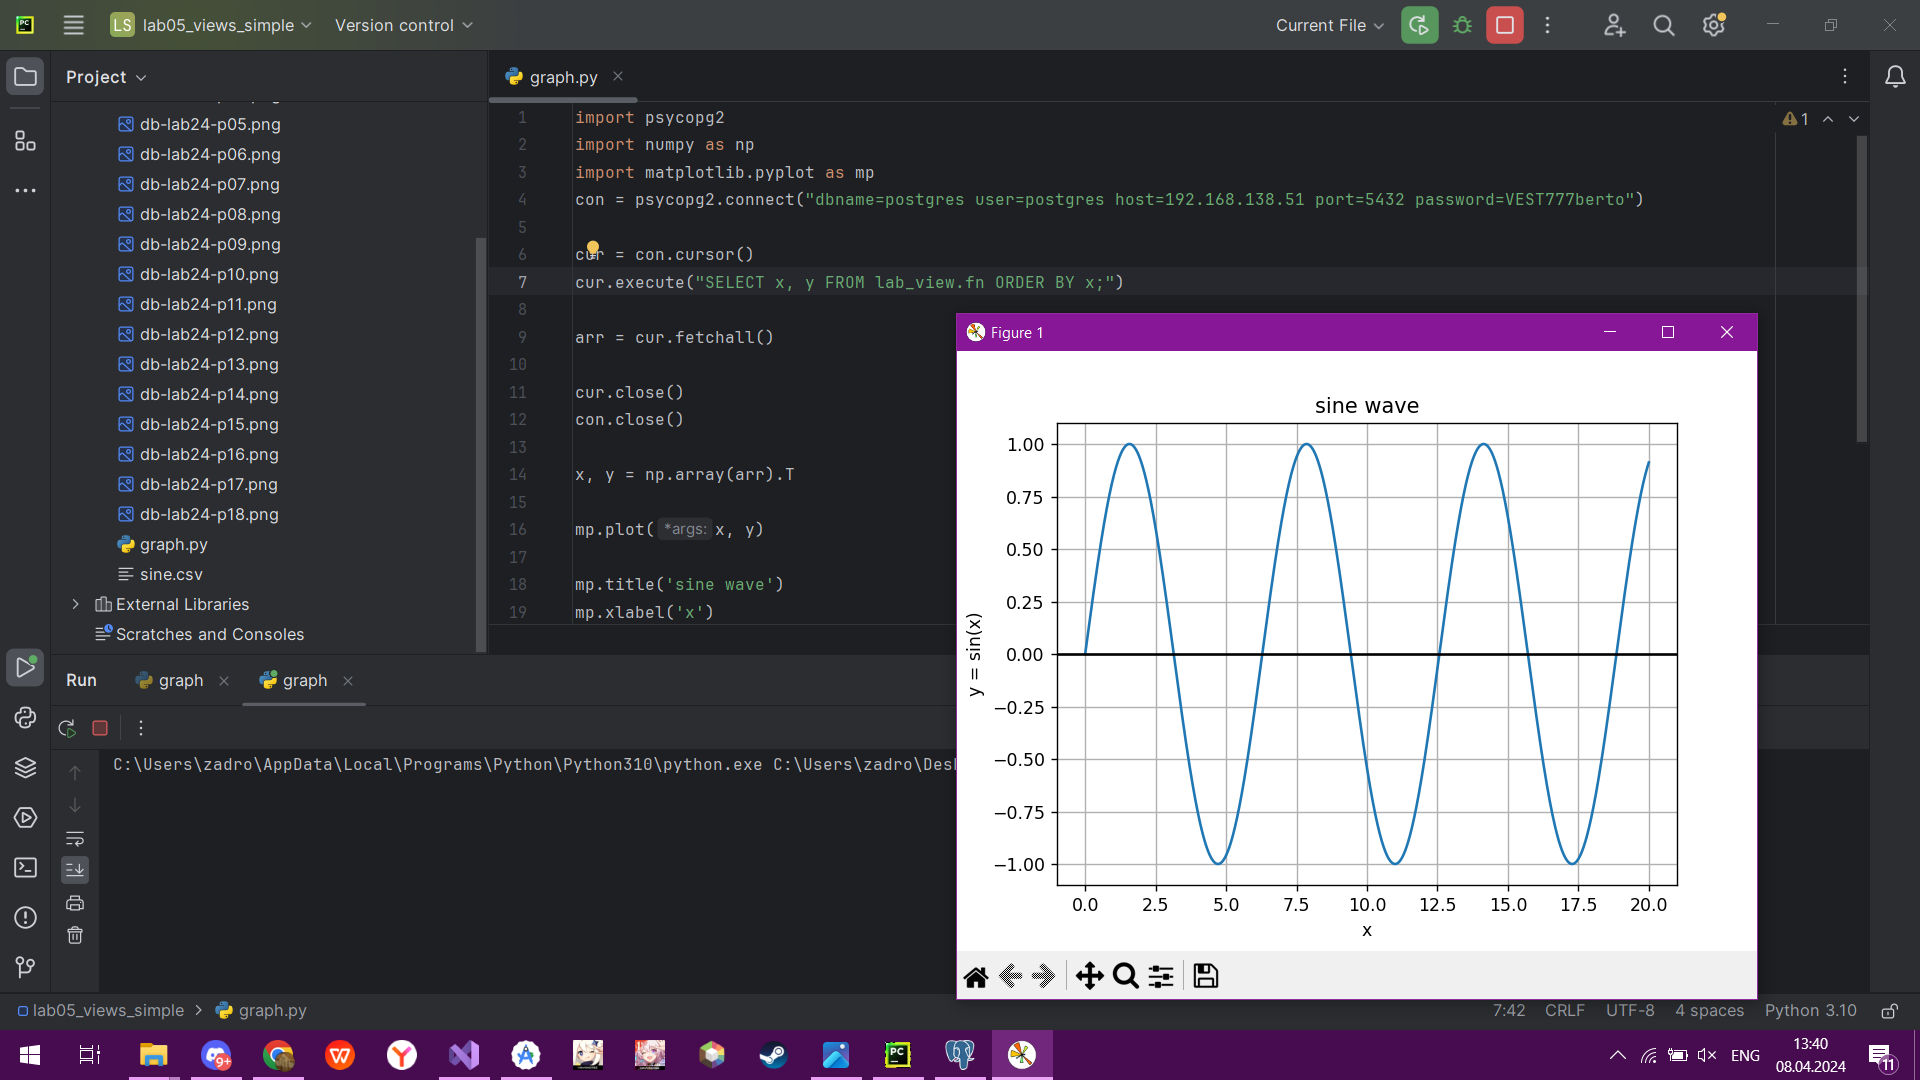 LS lab05_views_simple
Version control
Current File
Project
db-lab24-p05.png
db-lab24-p06.png
db-lab24-p07.png
db-lab24-p08.png
db-lab24-p09.png
db-lab24-p10.png
db-lab24-p11.png
db-lab24-p12.png
db-lab24-p13.png
db-lab24-p14.png
db-lab24-p15.png
db-lab24-p16.png
db-lab24-p17.png
db-lab24-p18.png
graph.py
sine.csv
External Libraries
Scratches and Consoles
graph.py
1 import psycopg2
2 import numpy as np
3 import matplotlib.pyplot as mp
4 con = psycopg2.connect("dbname=postgres user=postgres host=192.168.138.51 port=5432 password=VEST777berto")
5
6 cur = con.cursor()
7 cur.execute("SELECT x, y FROM lab_view.fn ORDER BY x;")
8
9 arr = cur.fetchall()
10
11 cur.close()
12 con.close()
13
14 x, y = np.array(arr).T
15
16 mp.plot( *args: x, y)
17
18 mp.title('sine wave')
19 mp.xlabel('x')
1
Figure 1
sine wave
1.00
0.75
0.50
0.25
0.00
−0.25
−0.50
−0.75
−1.00
y = sin(x)
0.0 2.5 5.0 7.5 10.0 12.5 15.0 17.5 20.0
x
Run
graph
graph
C:\Users\zadro\AppData\Local\Programs\Python\Python310\python.exe C:\Users\zadro\Des
lab05_views_simple
graph.py
7:42 CRLF UTF-8 4 spaces Python 3.10
9+
PC
ENG
13:40
08.04.2024
11